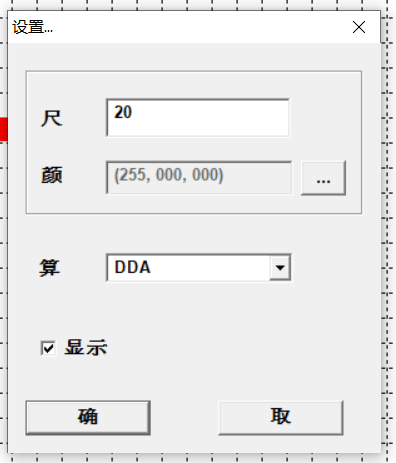 设置...
尺 20
颜 (255, 000, 000) ...
算 DDA
显示
确 取